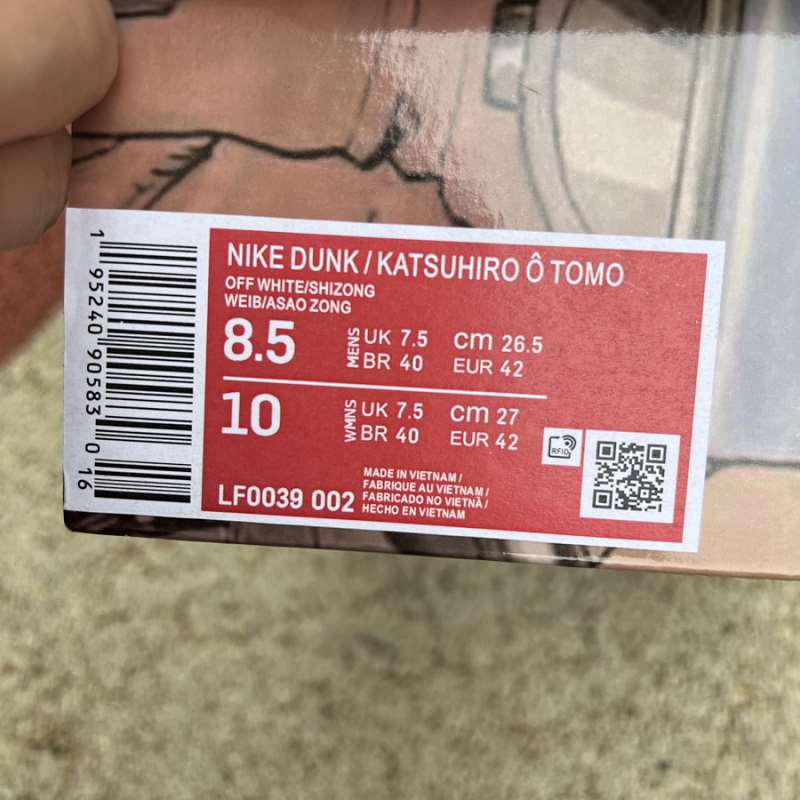 NIKE DUNK / KATSUHIRO Ô TOMO
OFF WHITE/SHIZONG
WEIB/ASAO ZONG
8.5 MENS UK 7.5 cm 26.5
BR 40 EUR 42
10 WMNS UK 7.5 cm 27
BR 40 EUR 42
RFID
LF0039 002
MADE IN VIETNAM /
FABRIQUE AU VIETNAM /
FABRICADO NO VIETNÀ /
HECHO EN VIETNAM
1 95240 90583 0 16